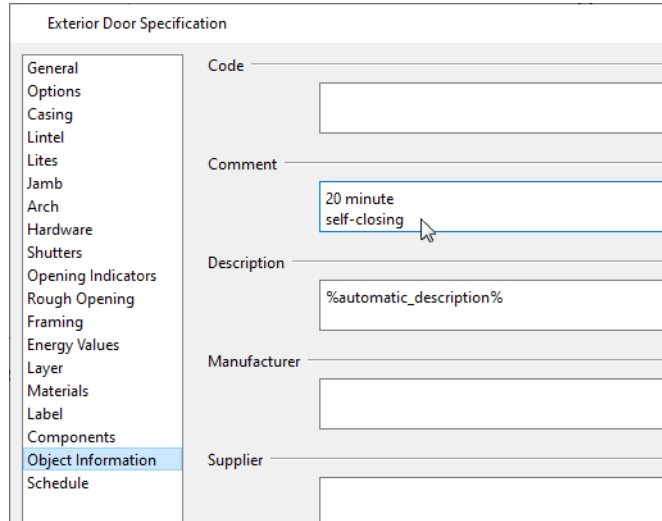 Exterior Door Specification
General
Options
Casing
Lintel
Lites
Jamb
Arch
Hardware
Shutters
Opening Indicators
Rough Opening
Framing
Energy Values
Layer
Materials
Label
Components
Object Information
Schedule
Code
Comment
20 minute
self-closing
Description
%automatic_description%
Manufacturer
Supplier